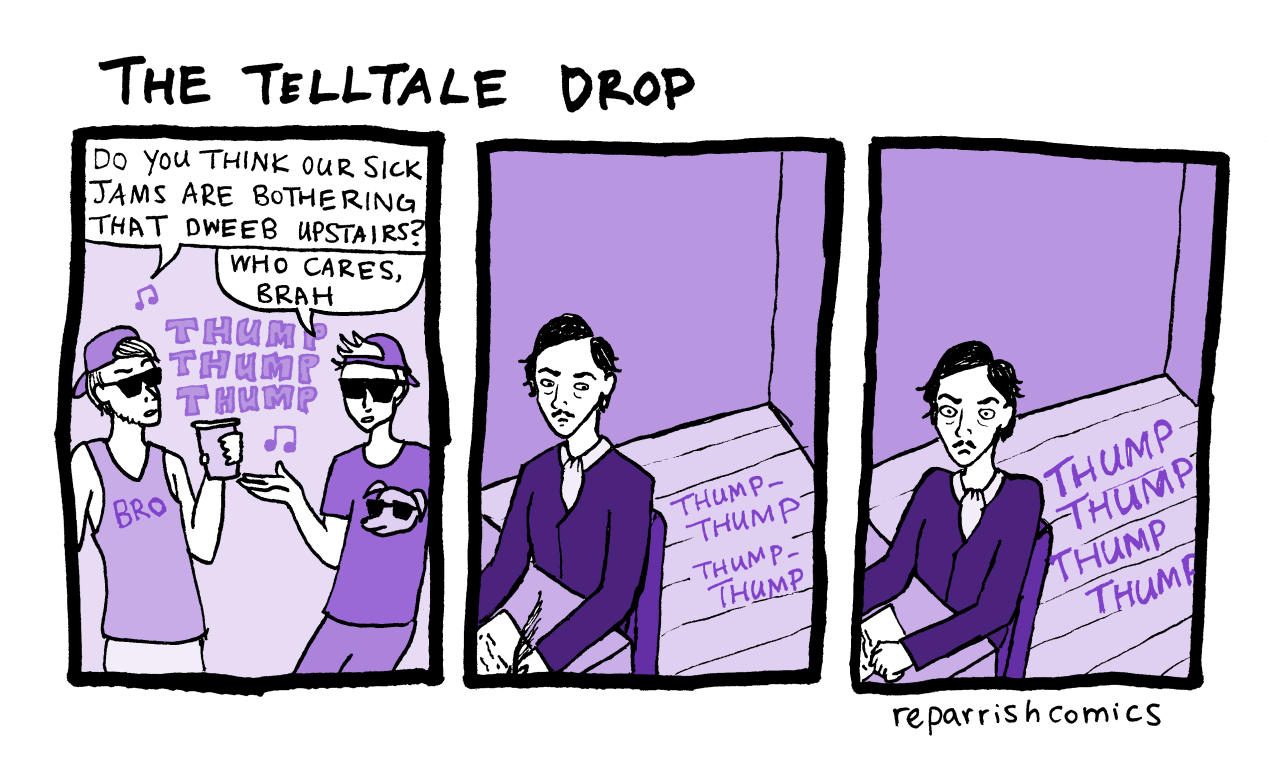 THE TELLTALE DROP
DO YOU THINK OUR SICK
JAMS ARE BOTHERING
THAT DWEEB UPSTAIRS?
WHO CARES,
BRAH
THUMP
THUMP
THUMP
BRO
THUMP-
THUMP
THUMP-
THUMP
THUMP
THUMP
THUMP
THUMP
reparrishcomics